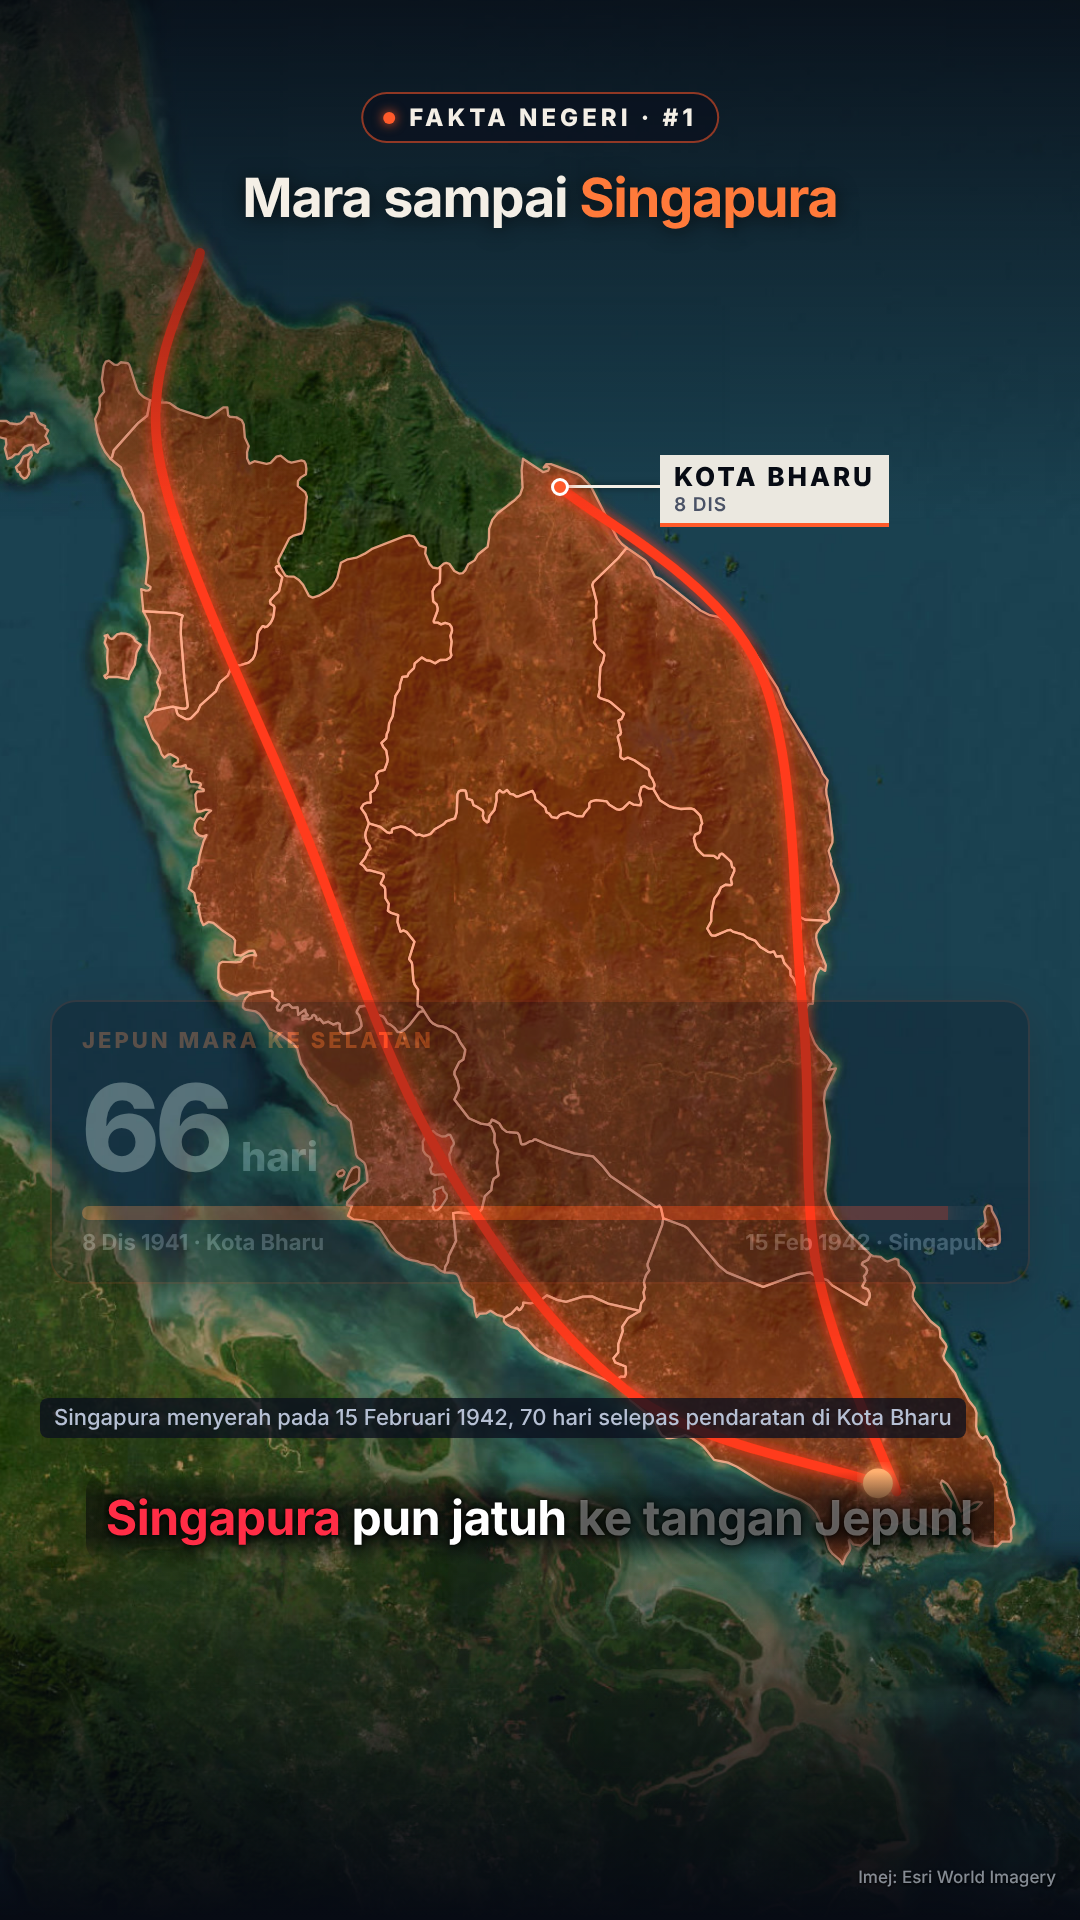 FAKTA NEGERI · #1
Mara sampai Singapura
KOTA BHARU
8 DIS
JEPUN MARA KE SELATAN
66 hari
8 Dis 1941 · Kota Bharu
15 Feb 1942 · Singapura
Singapura menyerah pada 15 Februari 1942, 70 hari selepas pendaratan di Kota Bharu
Singapura pun jatuh ke tangan Jepun!
Imej: Esri World Imagery